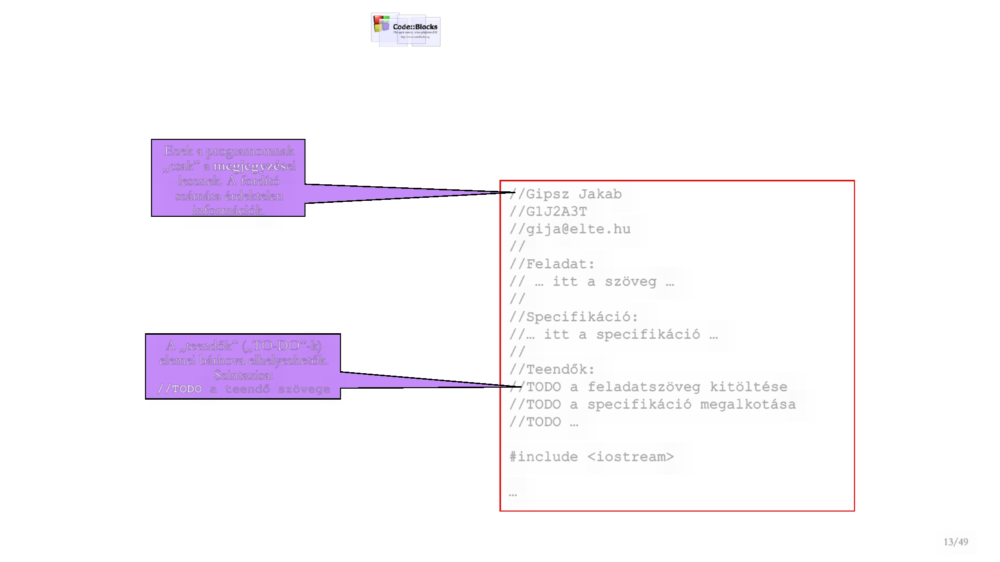 Code::Blocks
The open source, cross-platform IDE
http://www.codeblocks.org
Ezek a programomnak
„csak” a megjegyzései
lesznek. A fordító
számára érdektelen
információk.
//Gipsz Jakab
//G1J2A3T
//gija@elte.hu
//
//Feladat:
// … itt a szöveg …
//
//Specifikáció:
//… itt a specifikáció …
//
//Teendők:
//TODO a feladatszöveg kitöltése
//TODO a specifikáció megalkotása
//TODO …
#include <iostream>
…
A „teendők” („TO-DO”-k)
elemei bárhova elhelyezhetők.
Szintaxisa:
//TODO a teendő szövege
13/49